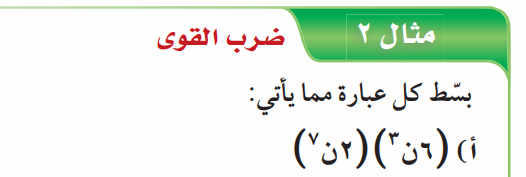 مثال ٢ ضرب القوى
بسّط كل عبارة مما يأتي:
أ) (٦ن٣)(٢ن٧)